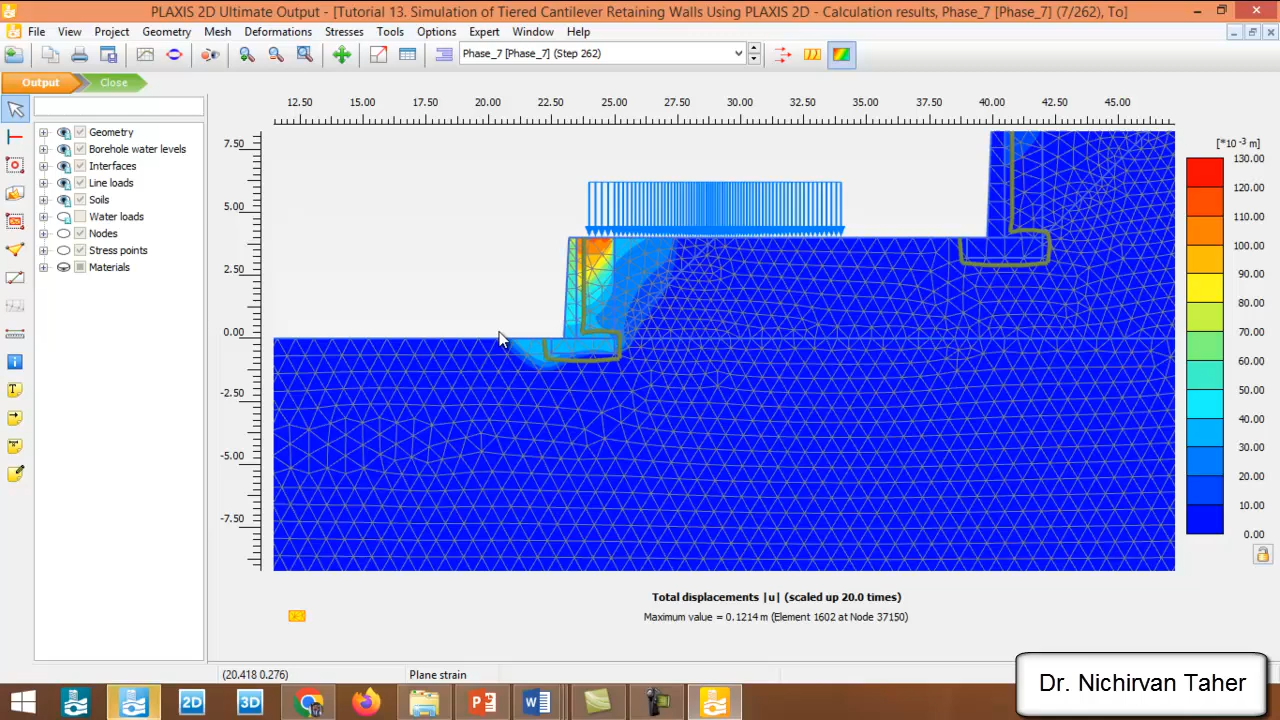 PLAXIS 2D Ultimate Output - [Tutorial 13. Simulation of Tiered Cantilever Retaining Walls Using PLAXIS 2D - Calculation results, Phase_7 [Phase_7] (7/262), To]
File View Project Geometry Mesh Deformations Stresses Tools Options Expert Window Help
Phase_7 [Phase_7] (Step 262)
Output Close
12.50 15.00 17.50 20.00 22.50 25.00 27.50 30.00 32.50 35.00 37.50 40.00 42.50 45.00
Geometry
Borehole water levels
Interfaces
Line loads
Soils
Water loads
Nodes
Stress points
Materials
7.50
5.00
2.50
0.00
-2.50
-5.00
-7.50
[*10 -3 m]
130.00
120.00
110.00
100.00
90.00
80.00
70.00
60.00
50.00
40.00
30.00
20.00
10.00
0.00
Total displacements |u| (scaled up 20.0 times)
Maximum value = 0.1214 m (Element 1602 at Node 37150)
(20.418 0.276) Plane strain
Dr. Nichirvan Taher
2D 3D